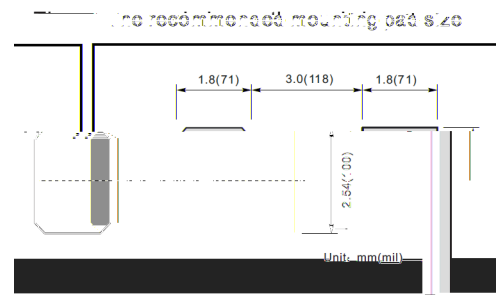 he recommended mounting pad size
1.8(71) 3.0(118) 1.8(71)
2.54(100)
Unit: mm(mil)